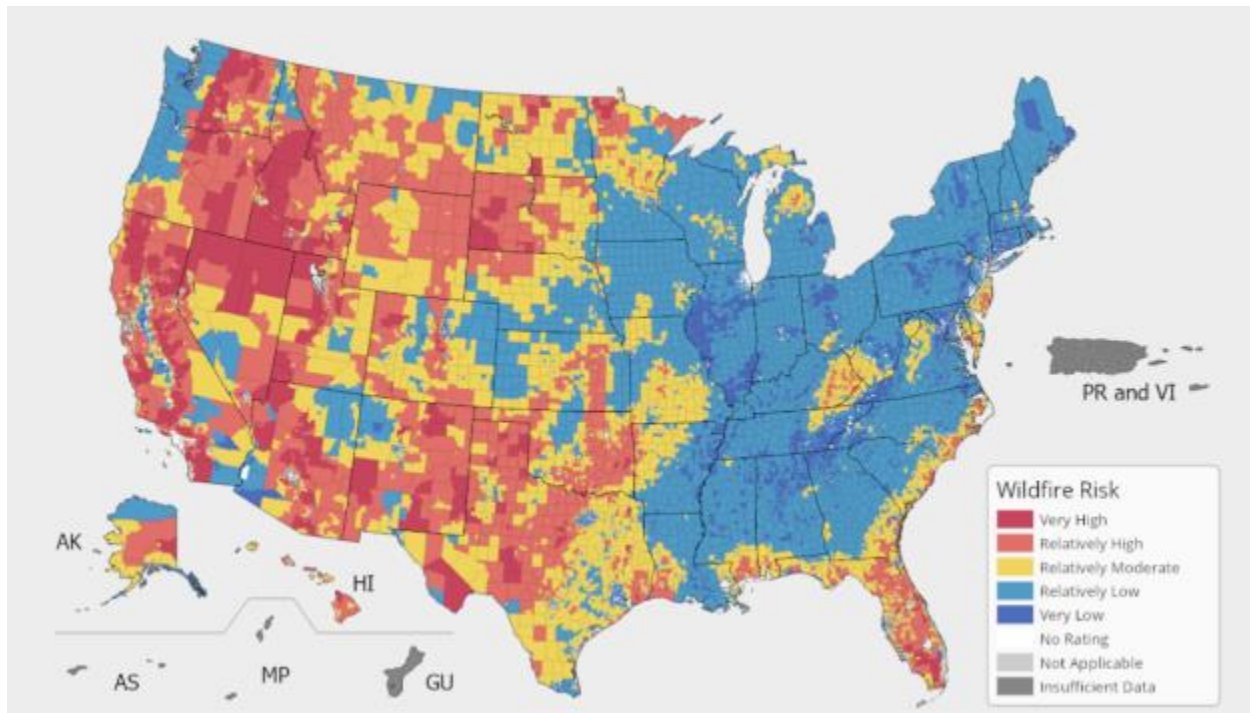 PR and VI
Wildfire Risk
Very High
Relatively High
Relatively Moderate
Relatively Low
Very Low
No Rating
Not Applicable
Insufficient Data
AK
HI
AS
MP
GU